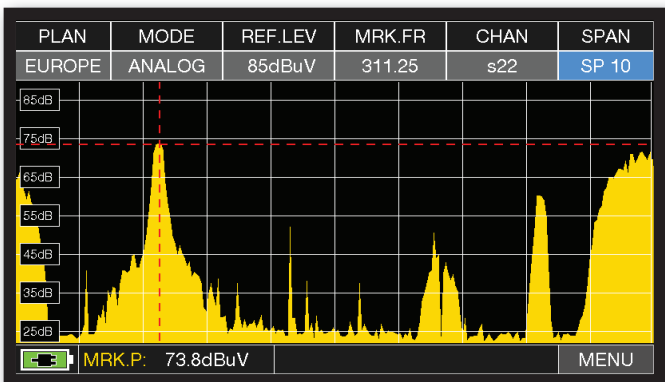 PLAN MODE REF.LEV MRK.FR CHAN SPAN
EUROPE ANALOG 85dBuV 311.25 s22 SP 10
85dB
75dB
65dB
55dB
45dB
35dB
25dB
MRK.P: 73.8dBuV MENU